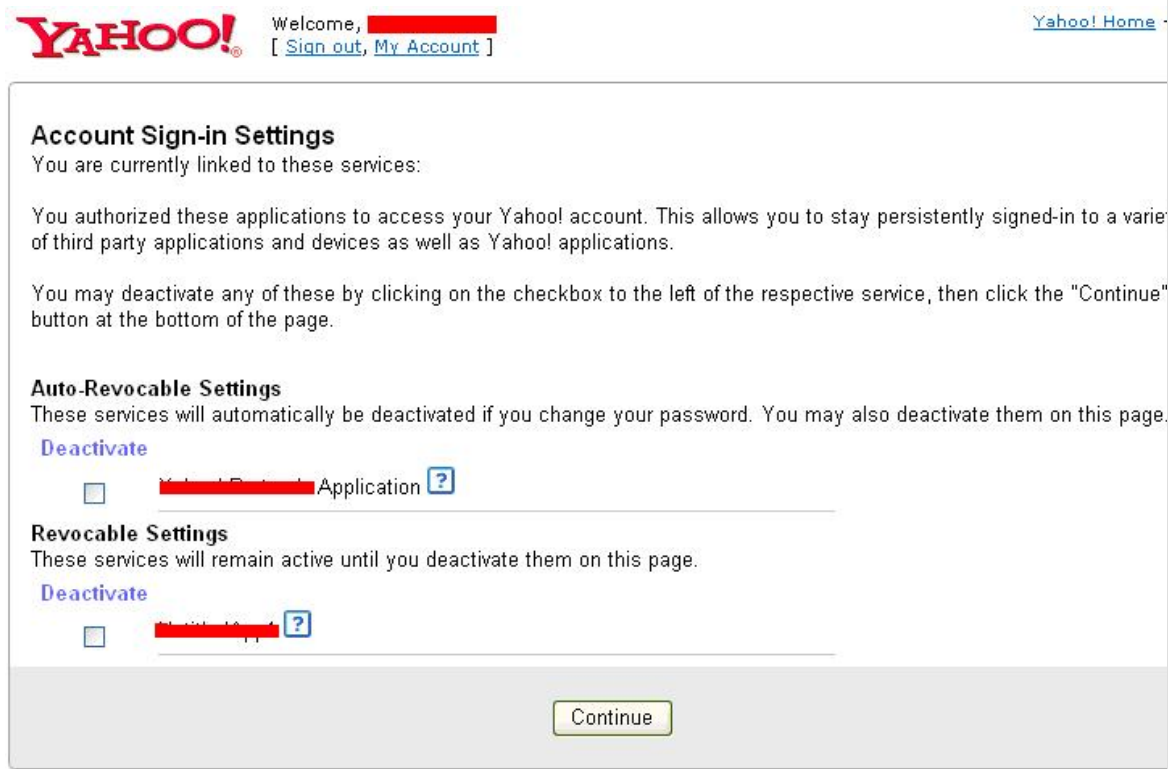 YAHOO!® Welcome,
[ Sign out, My Account ]
Yahoo! Home -
Account Sign-in Settings
You are currently linked to these services:
You authorized these applications to access your Yahoo! account. This allows you to stay persistently signed-in to a varie
of third party applications and devices as well as Yahoo! applications.
You may deactivate any of these by clicking on the checkbox to the left of the respective service, then click the "Continue"
button at the bottom of the page.
Auto-Revocable Settings
These services will automatically be deactivated if you change your password. You may also deactivate them on this page.
Deactivate
Application ?
Revocable Settings
These services will remain active until you deactivate them on this page.
Deactivate
?
Continue